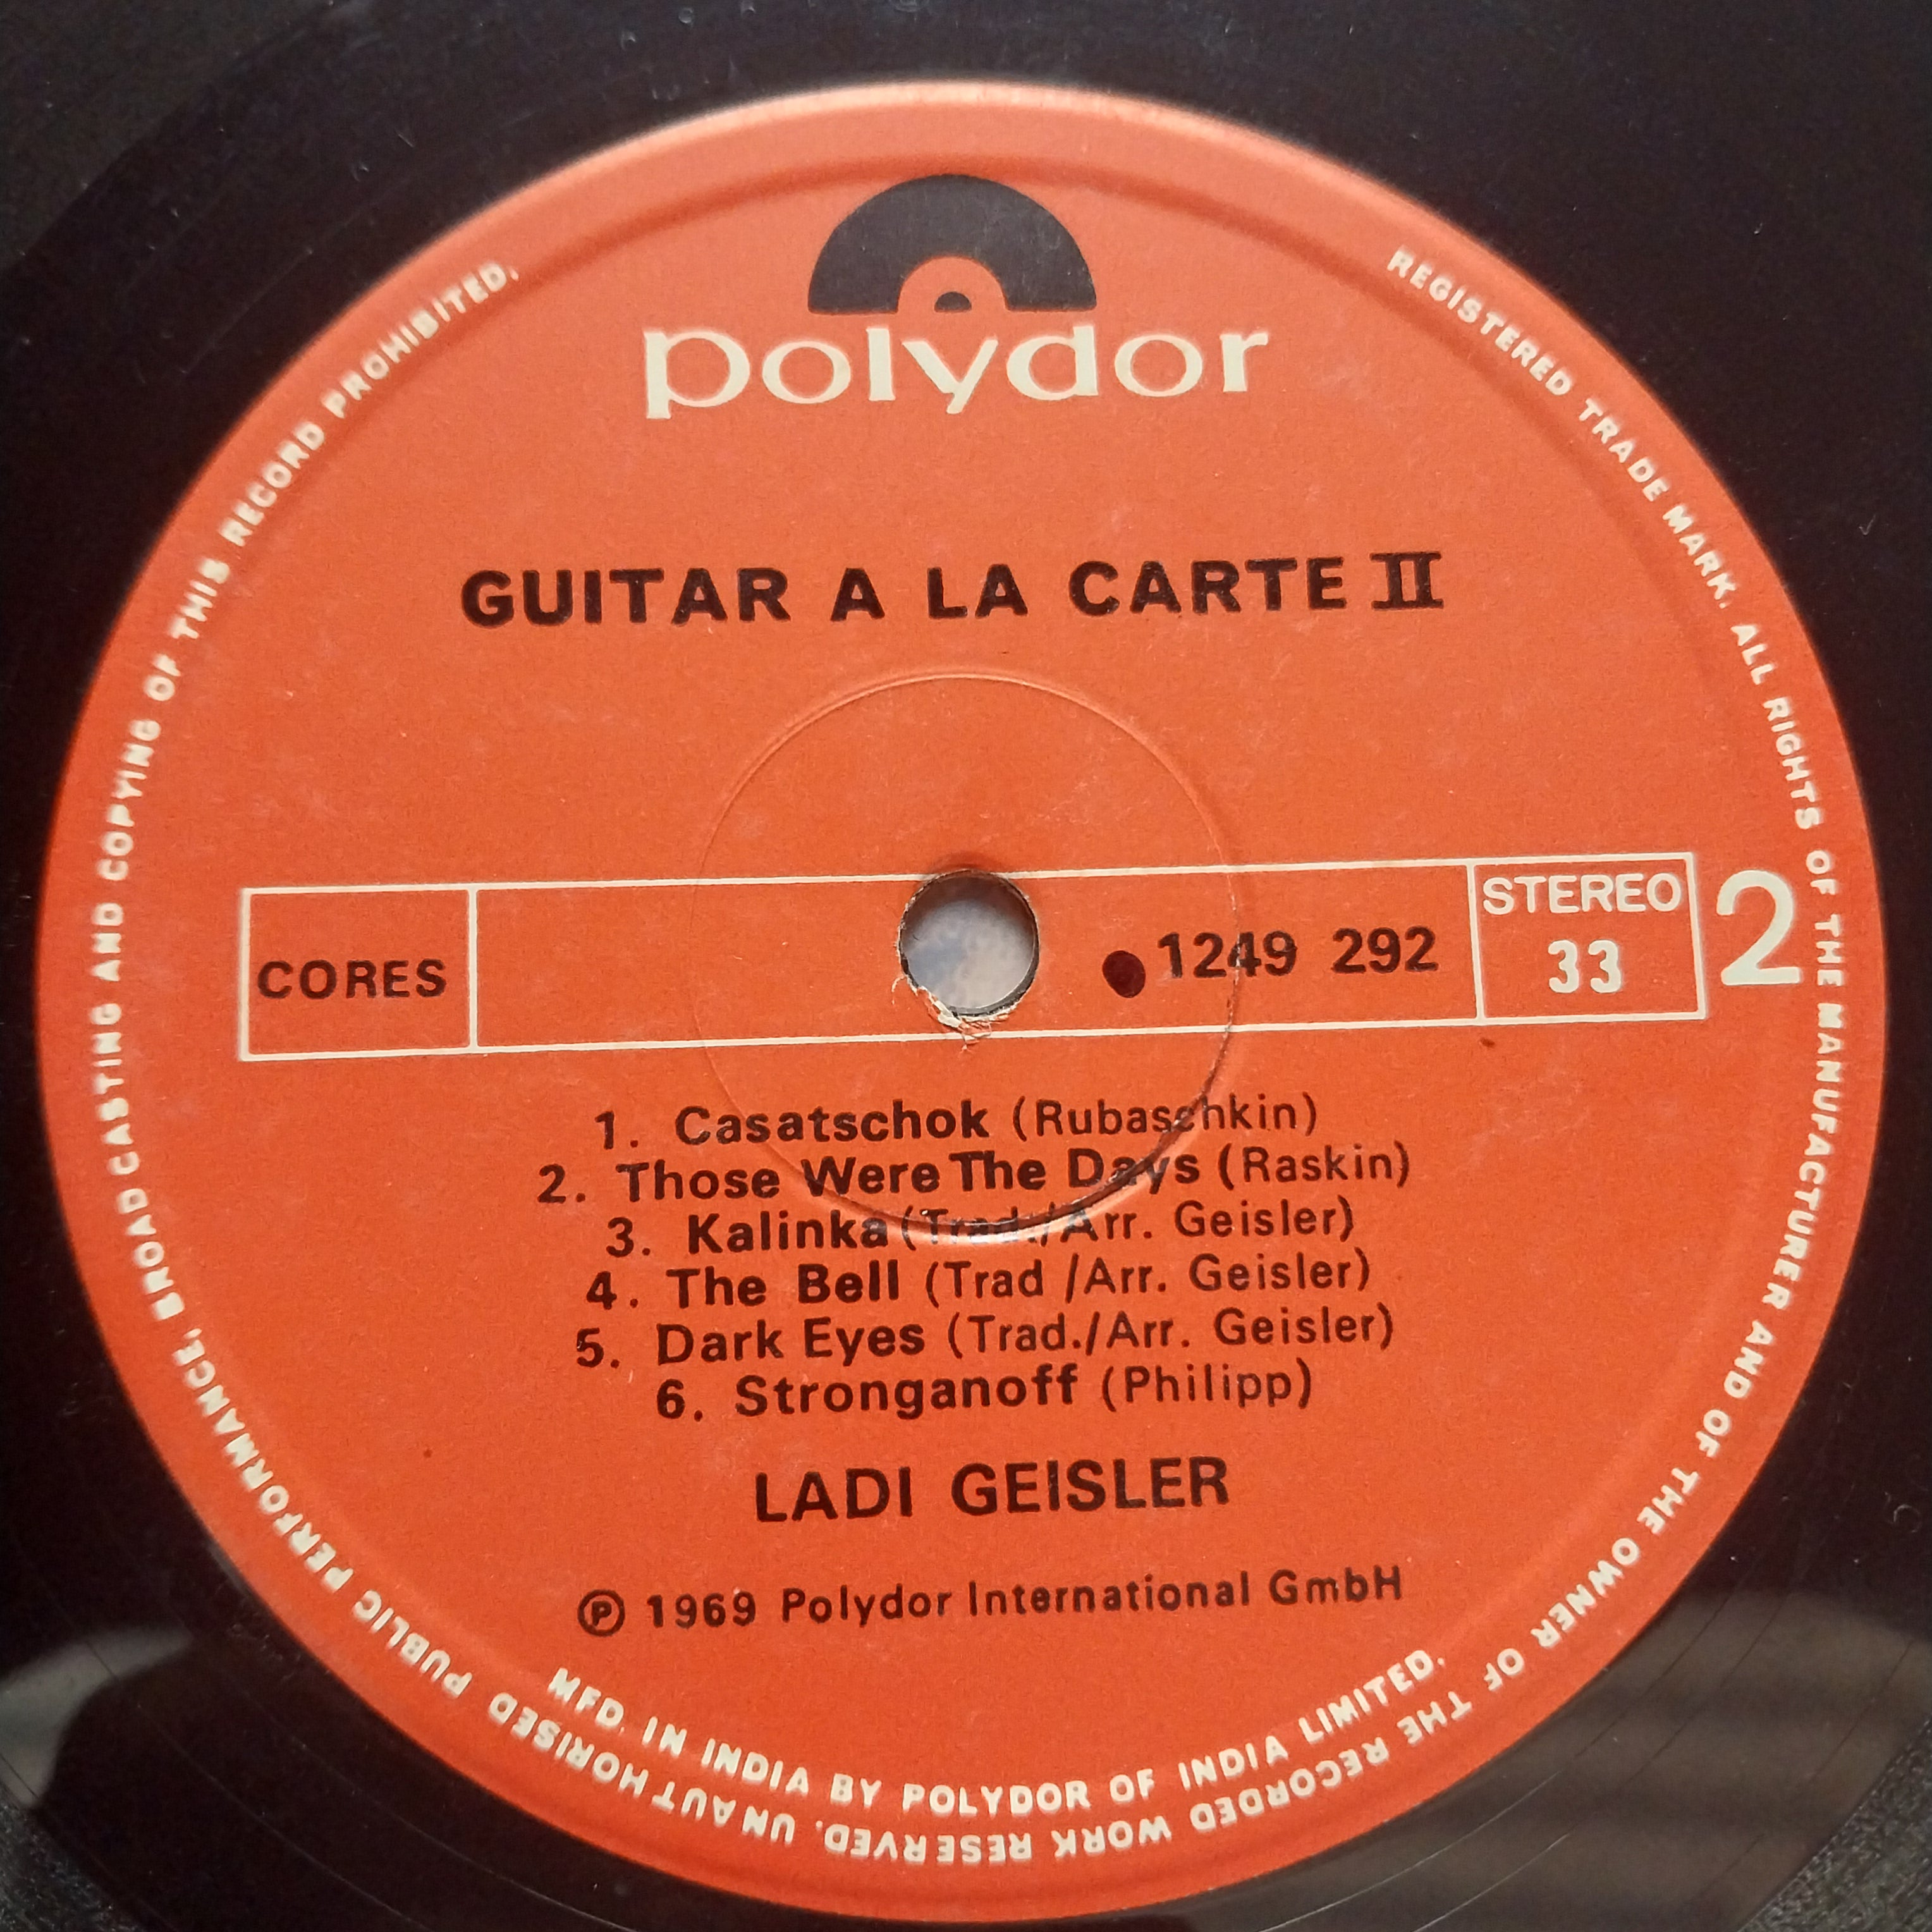 polydor
GUITAR A LA CARTE II
CORES
1249 292
STEREO
33
2
1. Casatschok (Rubaschkin)
2. Those Were The Days (Raskin)
3. Kalinka (Trad./Arr. Geisler)
4. The Bell (Trad /Arr. Geisler)
5. Dark Eyes (Trad./Arr. Geisler)
6. Stronganoff (Philipp)
LADI GEISLER
℗ 1969 Polydor International GmbH
MFD. IN INDIA BY POLYDOR OF INDIA LIMITED.
REGISTERED TRADE MARK. ALL RIGHTS OF THE MANUFACTURER AND OF THE OWNER OF THE RECORDED WORK RESERVED. UNAUTHORISED PUBLIC PERFORMANCE, BROADCASTING AND COPYING OF THIS RECORD PROHIBITED.